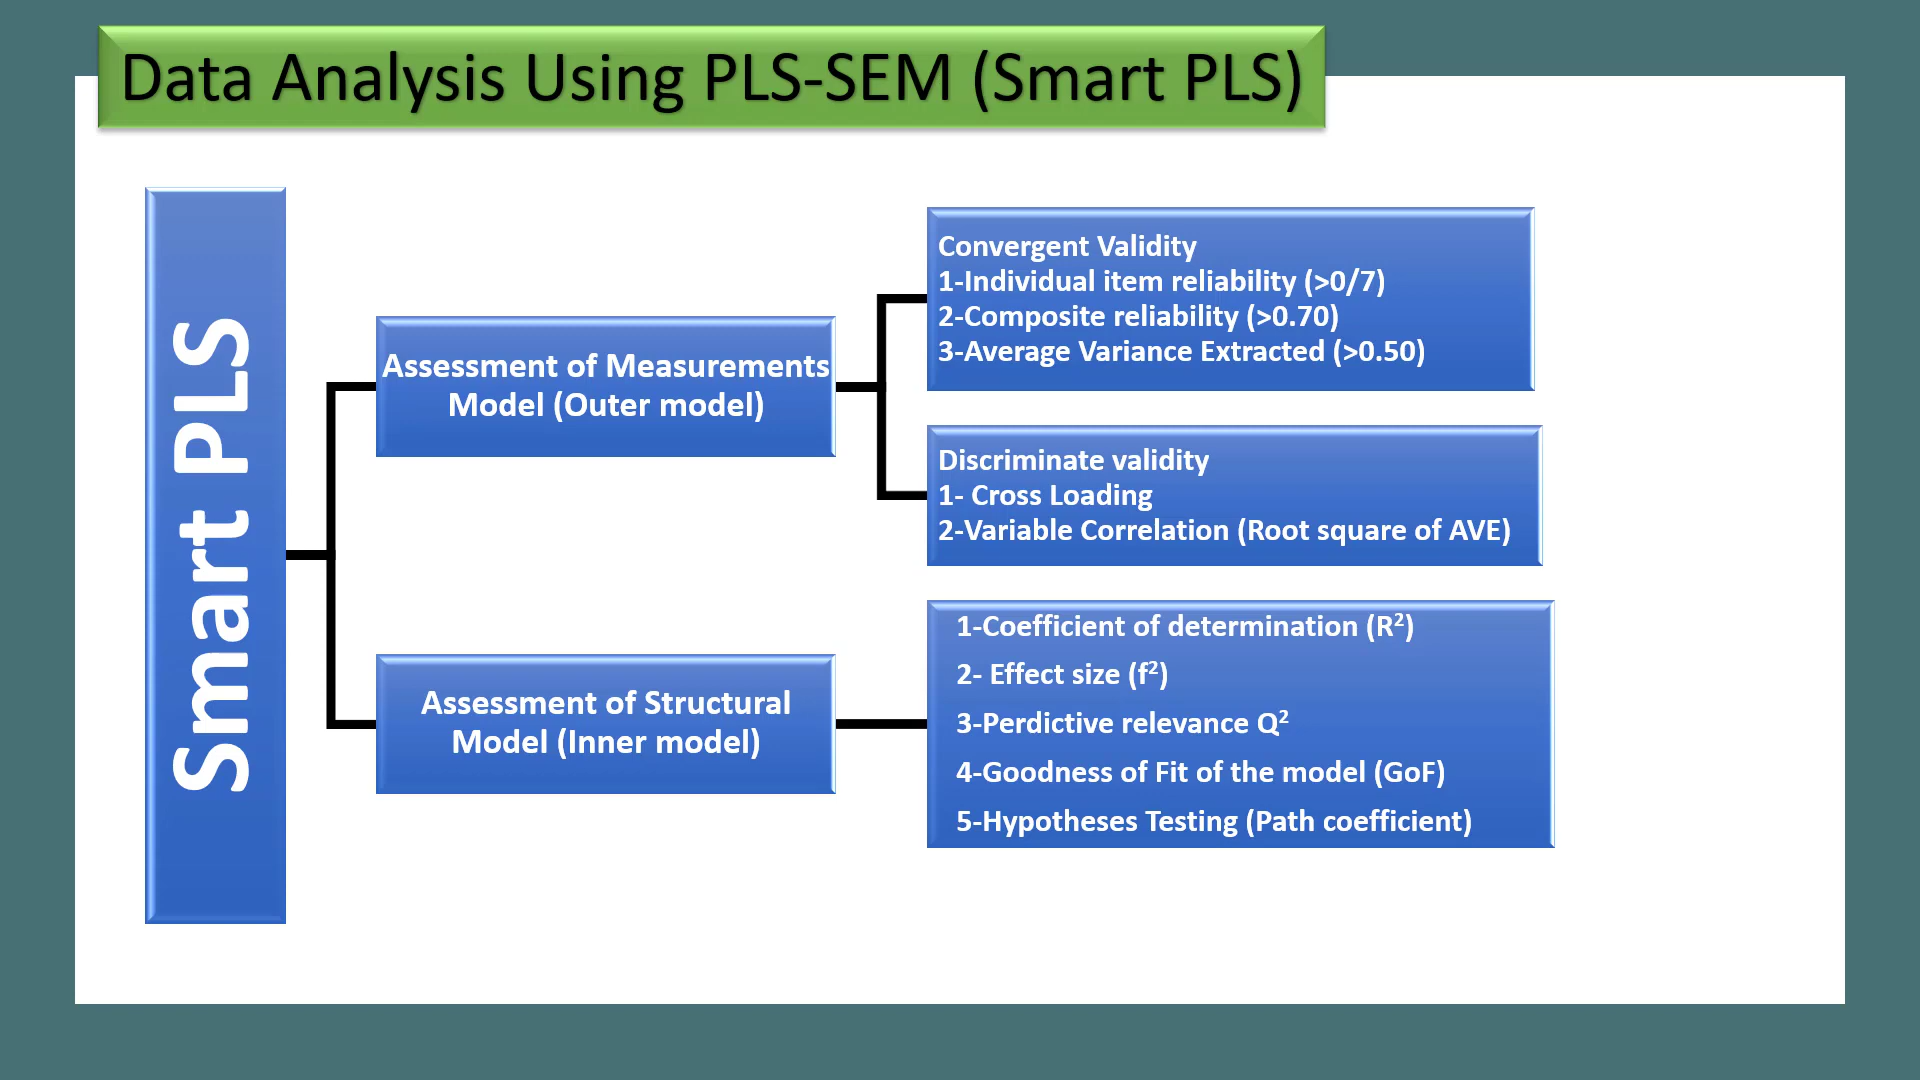 Data Analysis Using PLS-SEM (Smart PLS)
Smart PLS
Assessment of Measurements
Model (Outer model)
Convergent Validity
1-Individual item reliability (>0/7)
2-Composite reliability (>0.70)
3-Average Variance Extracted (>0.50)
Discriminate validity
1- Cross Loading
2-Variable Correlation (Root square of AVE)
Assessment of Structural
Model (Inner model)
1-Coefficient of determination (R²)
2- Effect size (f²)
3-Perdictive relevance Q²
4-Goodness of Fit of the model (GoF)
5-Hypotheses Testing (Path coefficient)